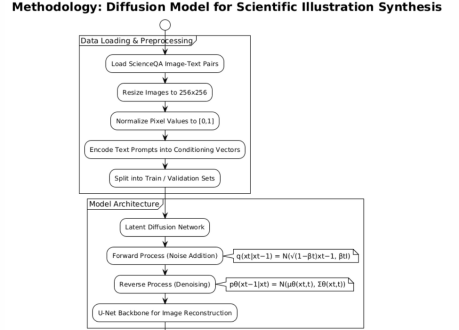 Methodology: Diffusion Model for Scientific Illustration Synthesis
Data Loading & Preprocessing
Load ScienceQA Image-Text Pairs
Resize Images to 256x256
Normalize Pixel Values to [0,1]
Encode Text Prompts into Conditioning Vectors
Split into Train / Validation Sets
Model Architecture
Latent Diffusion Network
Forward Process (Noise Addition)
q(xt|xt−1) = N(√(1−βt)xt−1, βtI)
Reverse Process (Denoising)
pθ(xt−1|xt) = N(μθ(xt,t), Σθ(xt,t))
U-Net Backbone for Image Reconstruction